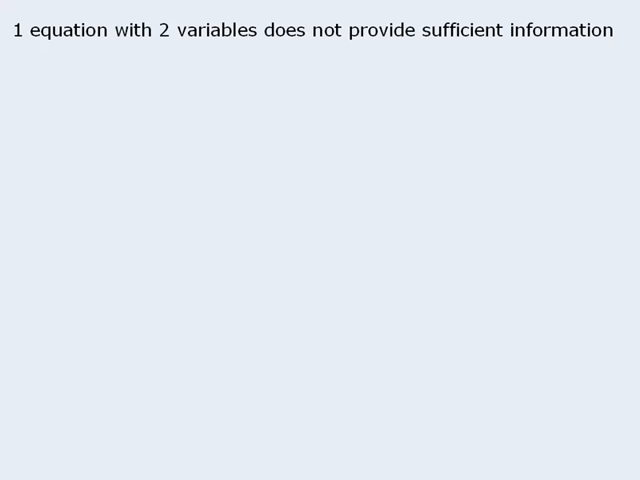 1 equation with 2 variables does not provide sufficient information